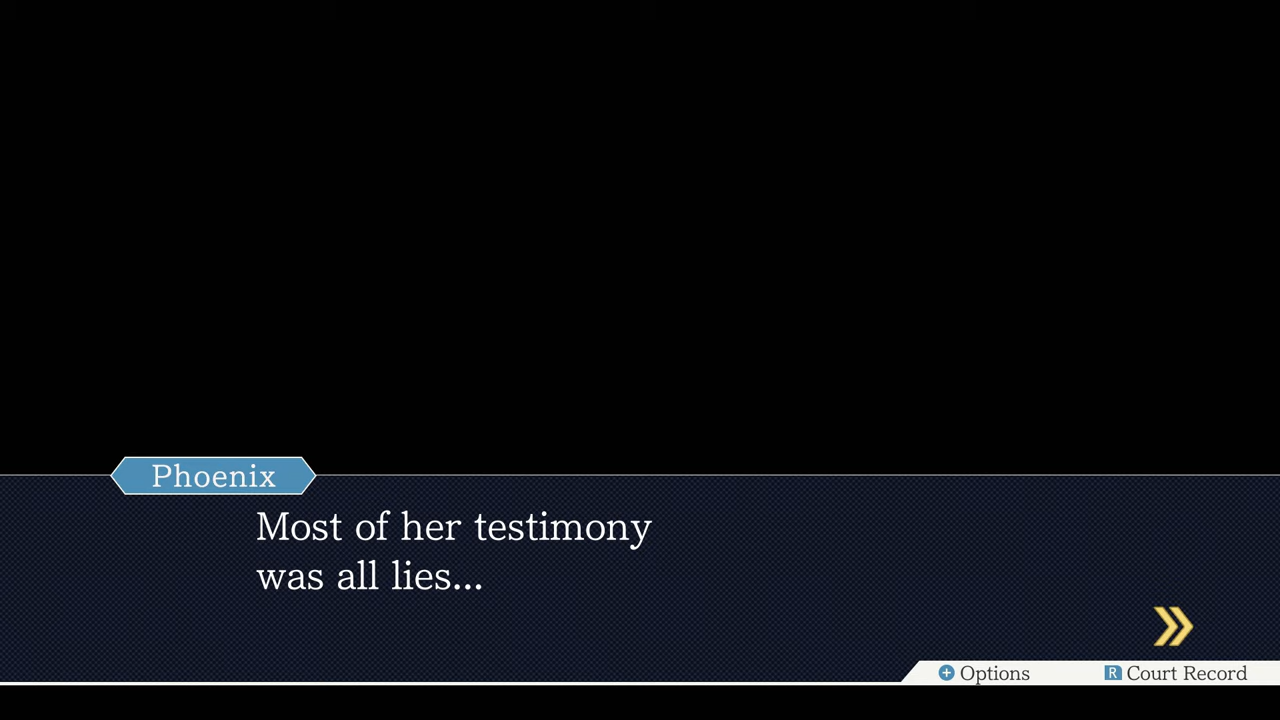 Phoenix
Most of her testimony
was all lies...
Options
R Court Record